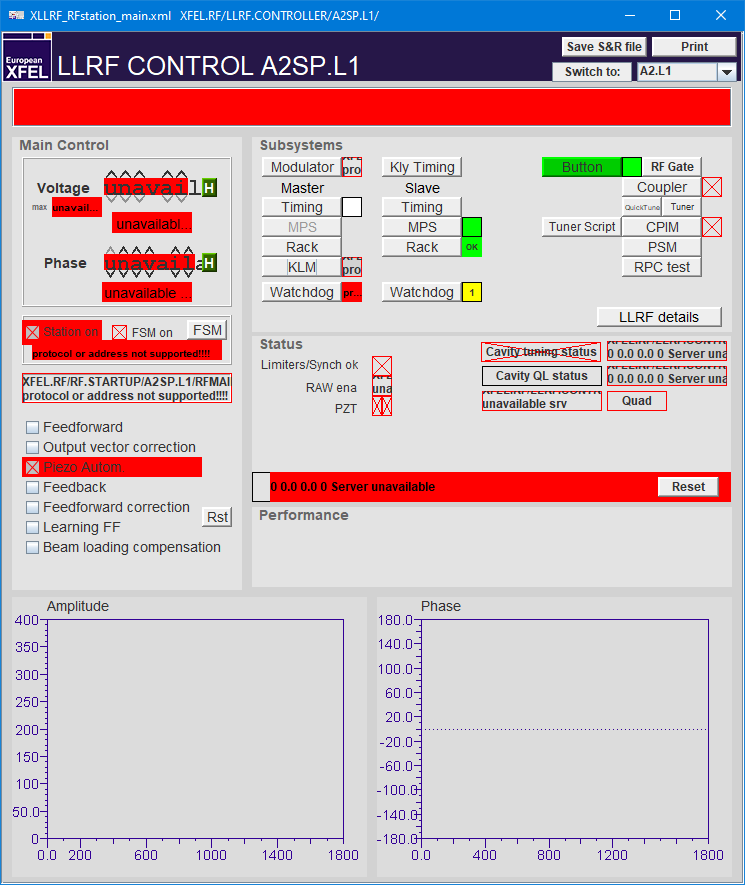 XLLRF_RFstation_main.xml XFEL.RF/LLRF.CONTROLLER/A2SP.L1/
European
XFEL
LLRF CONTROL A2SP.L1
Save S&R file
Print
Switch to:
A2.L1
Main Control
Voltage
unavail
H
max
unavail...
unavailabl...
Phase
unavaila
H
unavailable...
Station on
FSM on
FSM
protocol or address not supported!!!!
XFEL.RF/RF.STARTUP/A2SP.L1/RFMAI
protocol or address not supported!!!!
Feedforward
Output vector correction
Piezo Autom.
Feedback
Feedforward correction
Rst
Learning FF
Beam loading compensation
Subsystems
Modulator
pro
Kly Timing
Button
RF Gate
Master
Slave
Coupler
Timing
Timing
QuickTune
Tuner
MPS
MPS
Tuner Script
CPIM
Rack
Rack
OK
PSM
KLM
pro
RPC test
Watchdog
pr...
Watchdog
1
LLRF details
Status
Limiters/Synch ok
Cavity tuning status
0 0.0 0.0 0 Server una
RAW ena
una
Cavity QL status
0 0.0 0.0 0 Server una
PZT
unavailable srv
Quad
0 0.0 0.0 0 Server unavailable
Reset
Performance
Amplitude
400
350
300
250
200
150
100
50.0
0
0.0 200 600 1000 1400 1800
Phase
180.0
140.0
100.0
60.0
20.0
-20.0
-60.0
-100.0
-140.0
-180.0
0.0 400 800 1200 1800